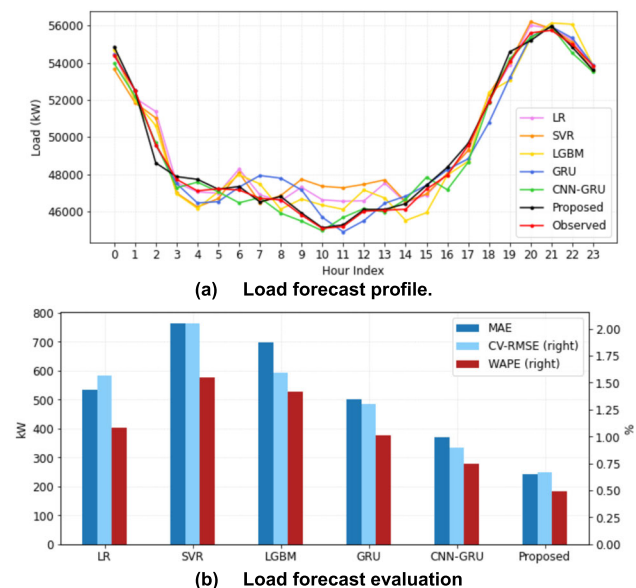 56000
54000
52000
50000
48000
46000
Load (kW)
LR
SVR
LGBM
GRU
CNN-GRU
Proposed
Observed
0 1 2 3 4 5 6 7 8 9 10 11 12 13 14 15 16 17 18 19 20 21 22 23
Hour Index
(a) Load forecast profile.
800
700
600
500
400
300
200
100
0
kW
MAE
CV-RMSE (right)
WAPE (right)
2.00
1.75
1.50
1.25
1.00
0.75
0.50
0.25
0.00
%
LR SVR LGBM GRU CNN-GRU Proposed
(b) Load forecast evaluation